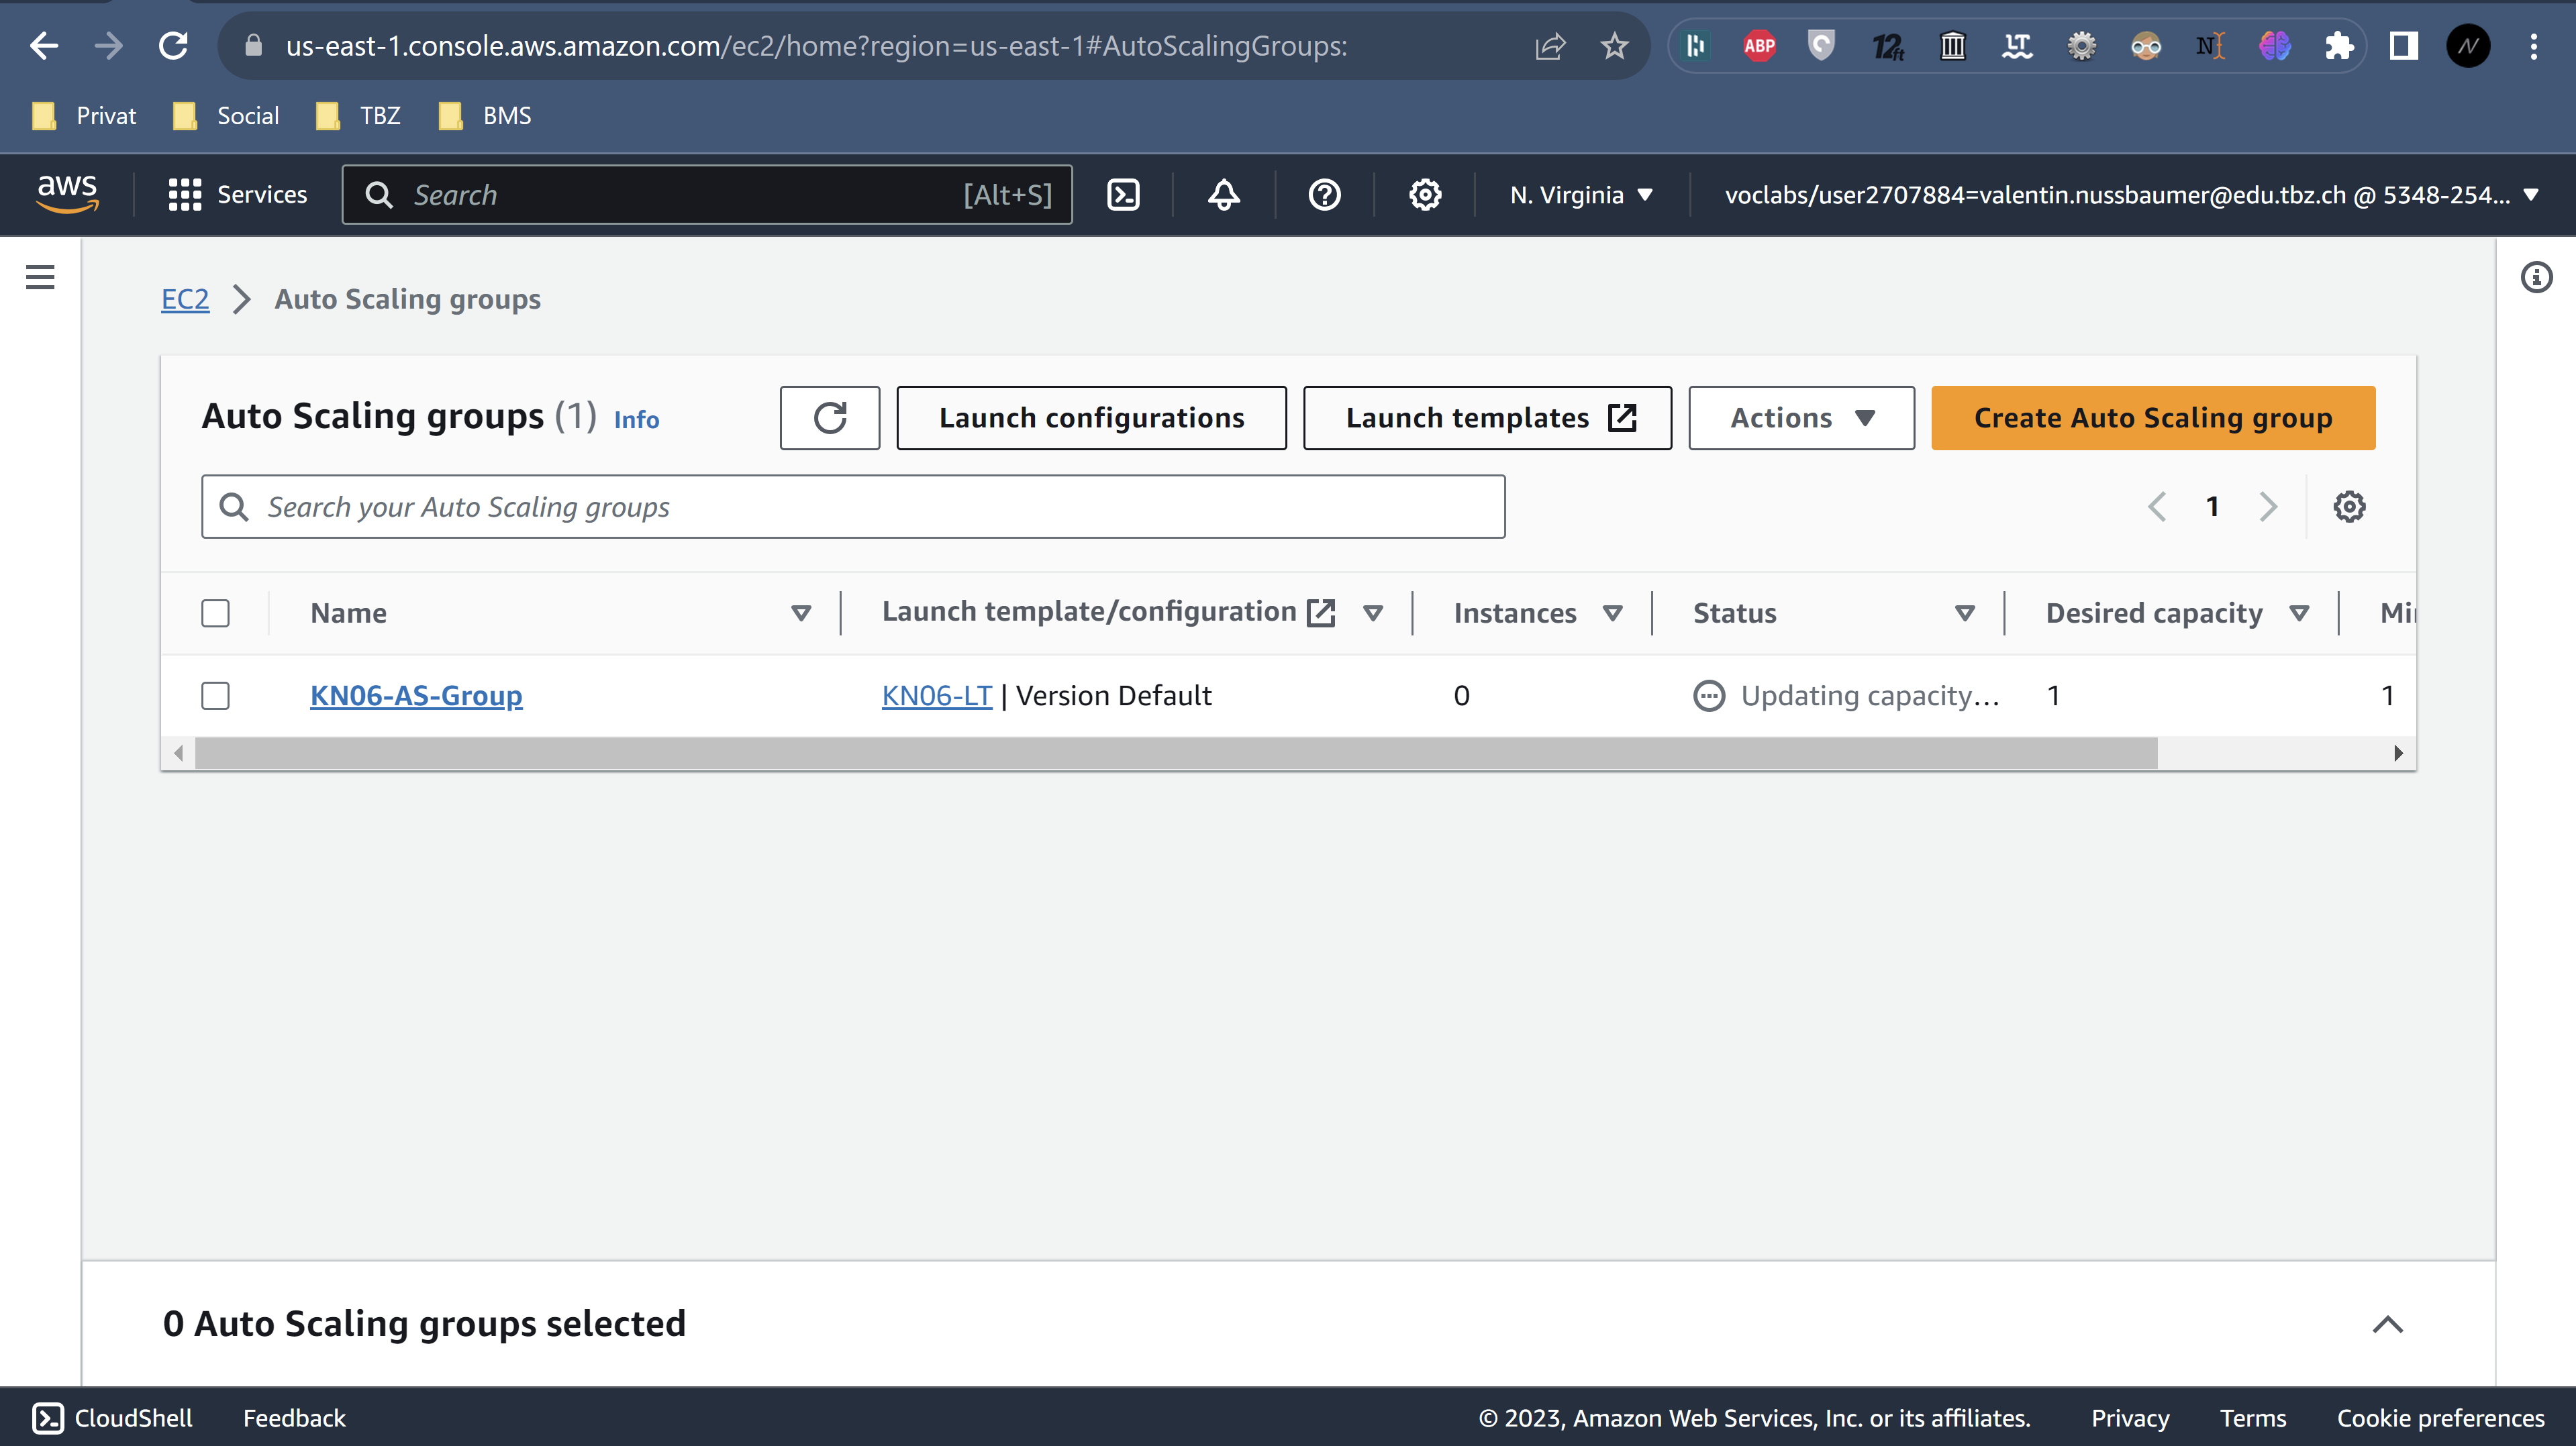 us-east-1.console.aws.amazon.com/ec2/home?region=us-east-1#AutoScalingGroups:
ABP
12ft
LT
N
Privat
Social
TBZ
BMS
aws
Services
Search
[Alt+S]
N. Virginia
voclabs/user2707884=valentin.nussbaumer@edu.tbz.ch @ 5348-254...
EC2
Auto Scaling groups
Auto Scaling groups (1) Info
Launch configurations
Launch templates
Actions
Create Auto Scaling group
Search your Auto Scaling groups
1
Name
Launch template/configuration
Instances
Status
Desired capacity
Mi
KN06-AS-Group
KN06-LT | Version Default
0
Updating capacity...
1
1
0 Auto Scaling groups selected
CloudShell
Feedback
© 2023, Amazon Web Services, Inc. or its affiliates.
Privacy
Terms
Cookie preferences